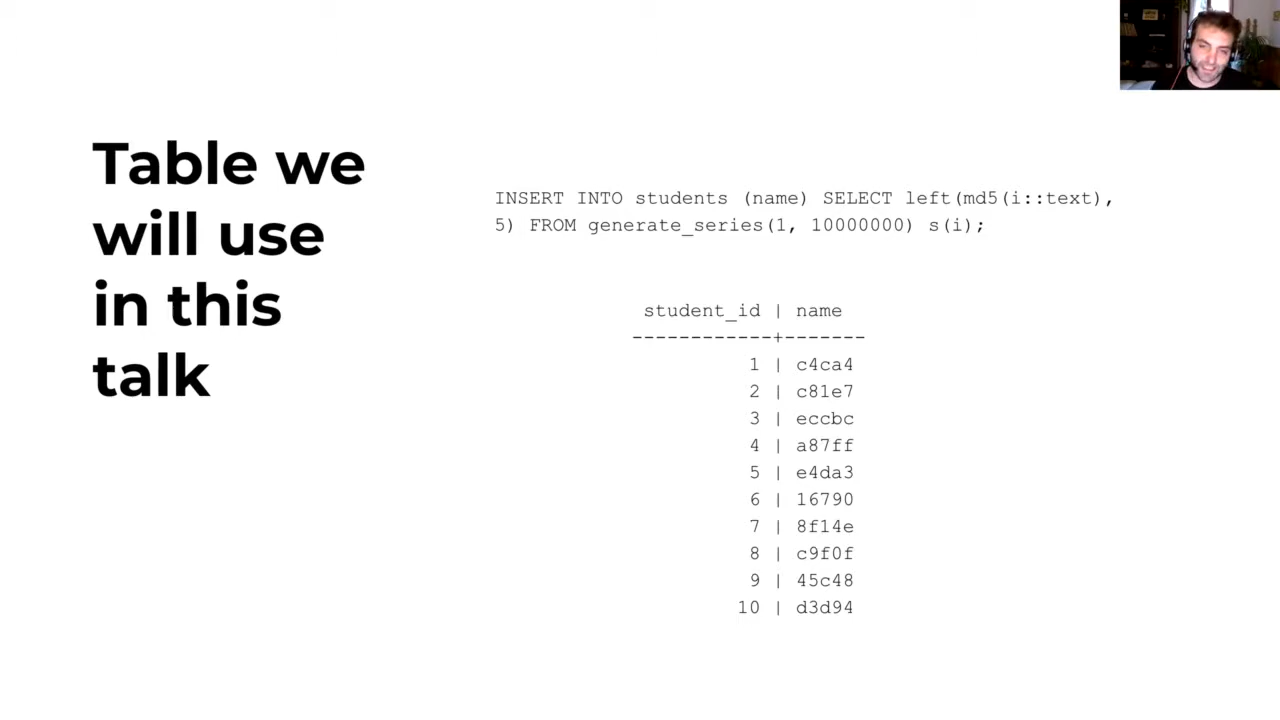 Table we
will use
in this
talk
INSERT INTO students (name) SELECT left(md5(i::text),
5) FROM generate_series(1, 10000000) s(i);
student_id | name
------------+-------
1 | c4ca4
2 | c81e7
3 | eccbc
4 | a87ff
5 | e4da3
6 | 16790
7 | 8f14e
8 | c9f0f
9 | 45c48
10 | d3d94